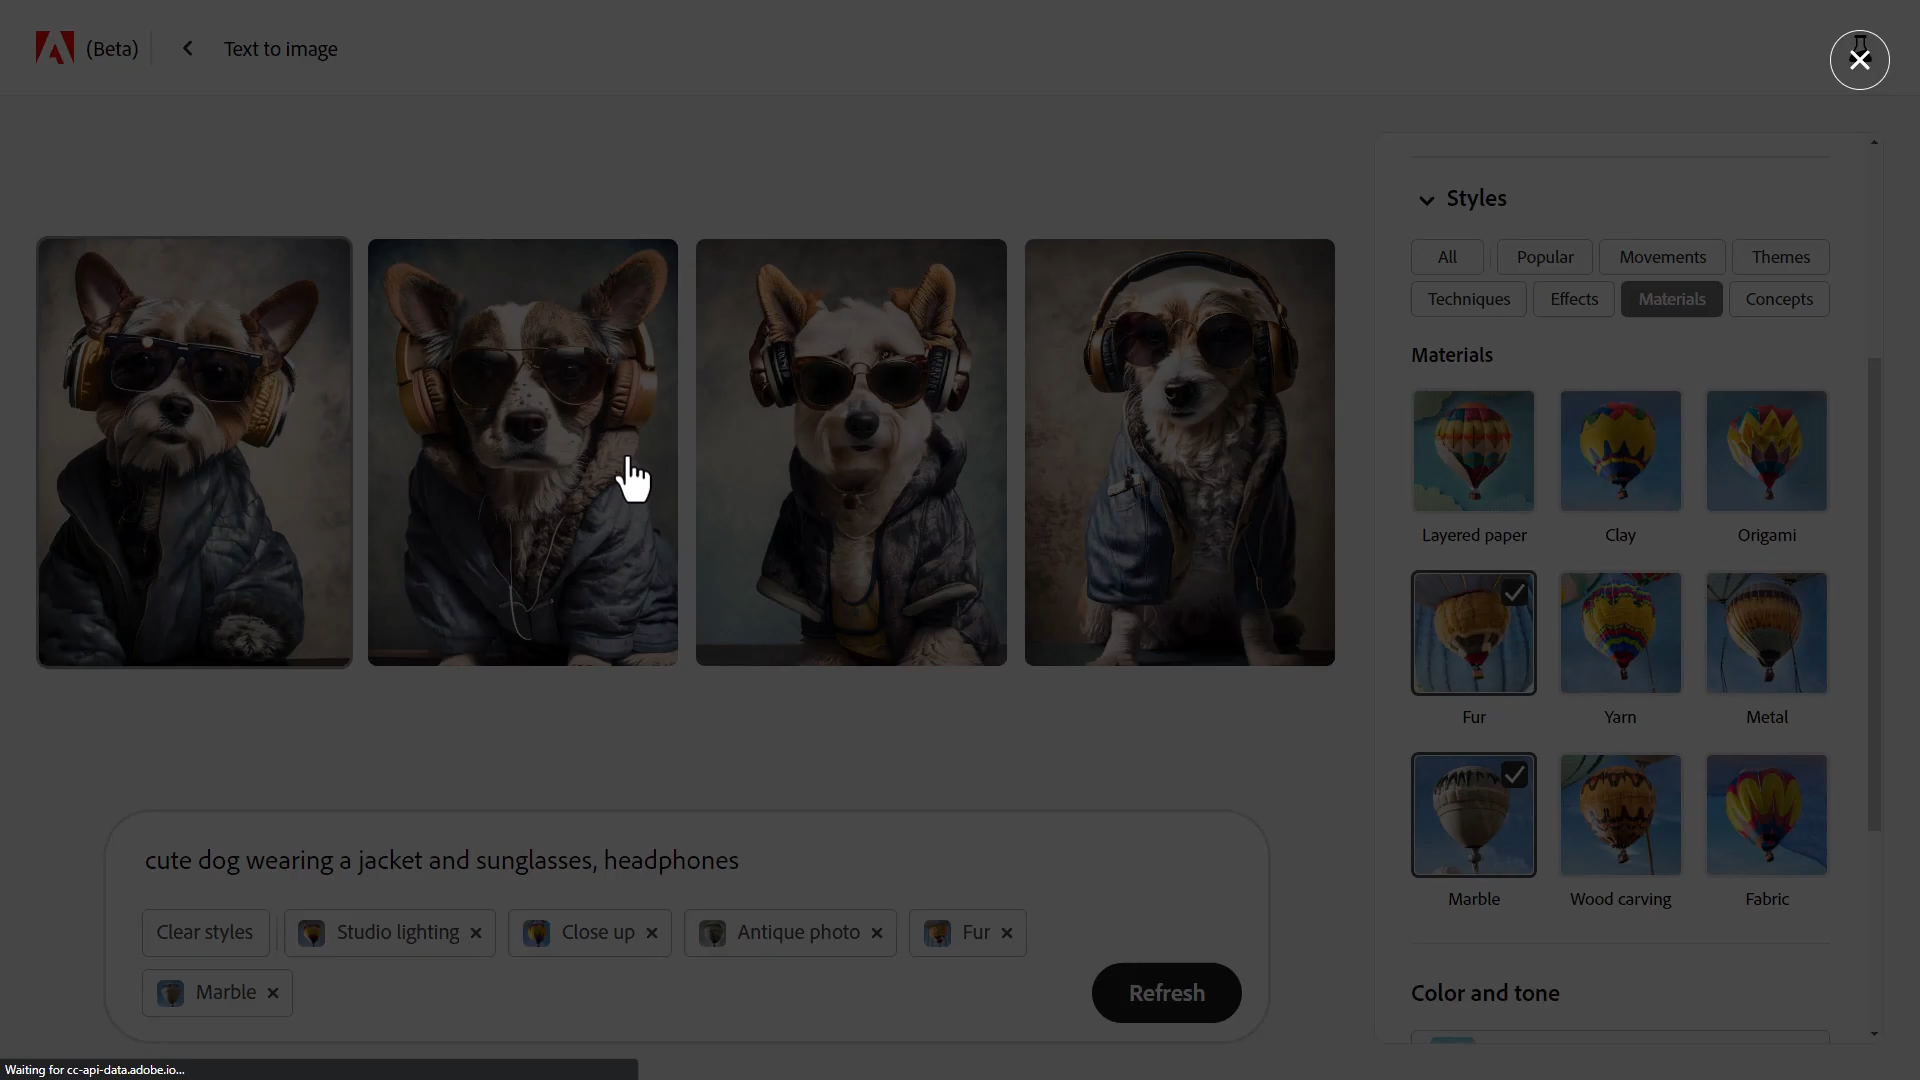 (Beta)
Text to image
Styles
All
Popular
Movements
Themes
Techniques
Effects
Materials
Concepts
Materials
Layered paper
Clay
Origami
Fur
Yarn
Metal
Marble
Wood carving
Fabric
Color and tone
cute dog wearing a jacket and sunglasses, headphones
Clear styles
Studio lighting
Close up
Antique photo
Fur
Marble
Refresh
Waiting for cc-api-data.adobe.io...